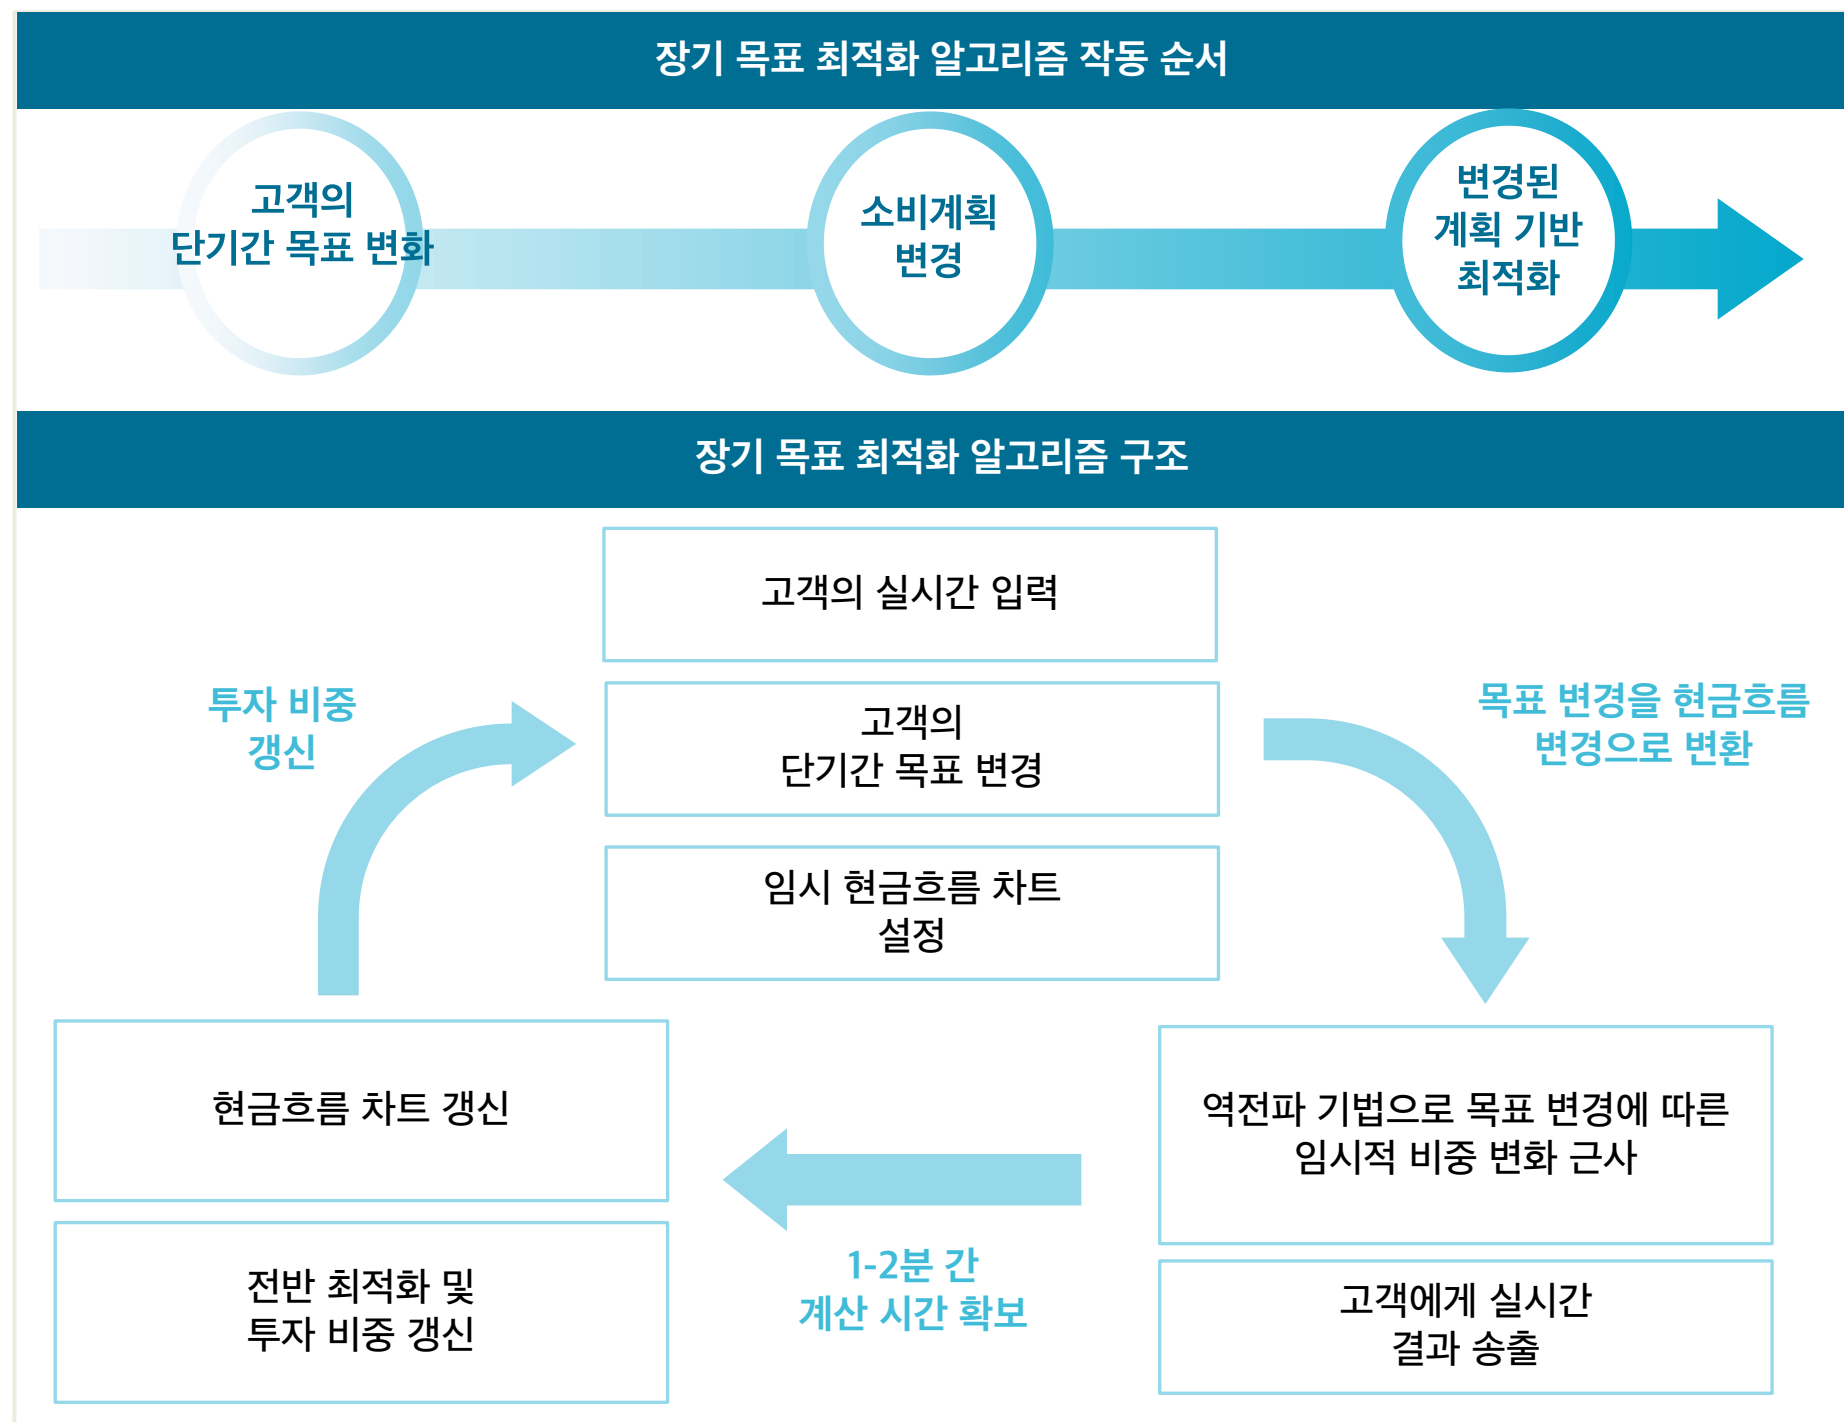 장기 목표 최적화 알고리즘 작동 순서
고객의
단기간 목표 변화
소비계획
변경
변경된
계획 기반
최적화
장기 목표 최적화 알고리즘 구조
고객의 실시간 입력
고객의
단기간 목표 변경
임시 현금흐름 차트
설정
목표 변경을 현금흐름
변경으로 변환
역전파 기법으로 목표 변경에 따른
임시적 비중 변화 근사
고객에게 실시간
결과 송출
1-2분 간
계산 시간 확보
현금흐름 차트 갱신
전반 최적화 및
투자 비중 갱신
투자 비중
갱신